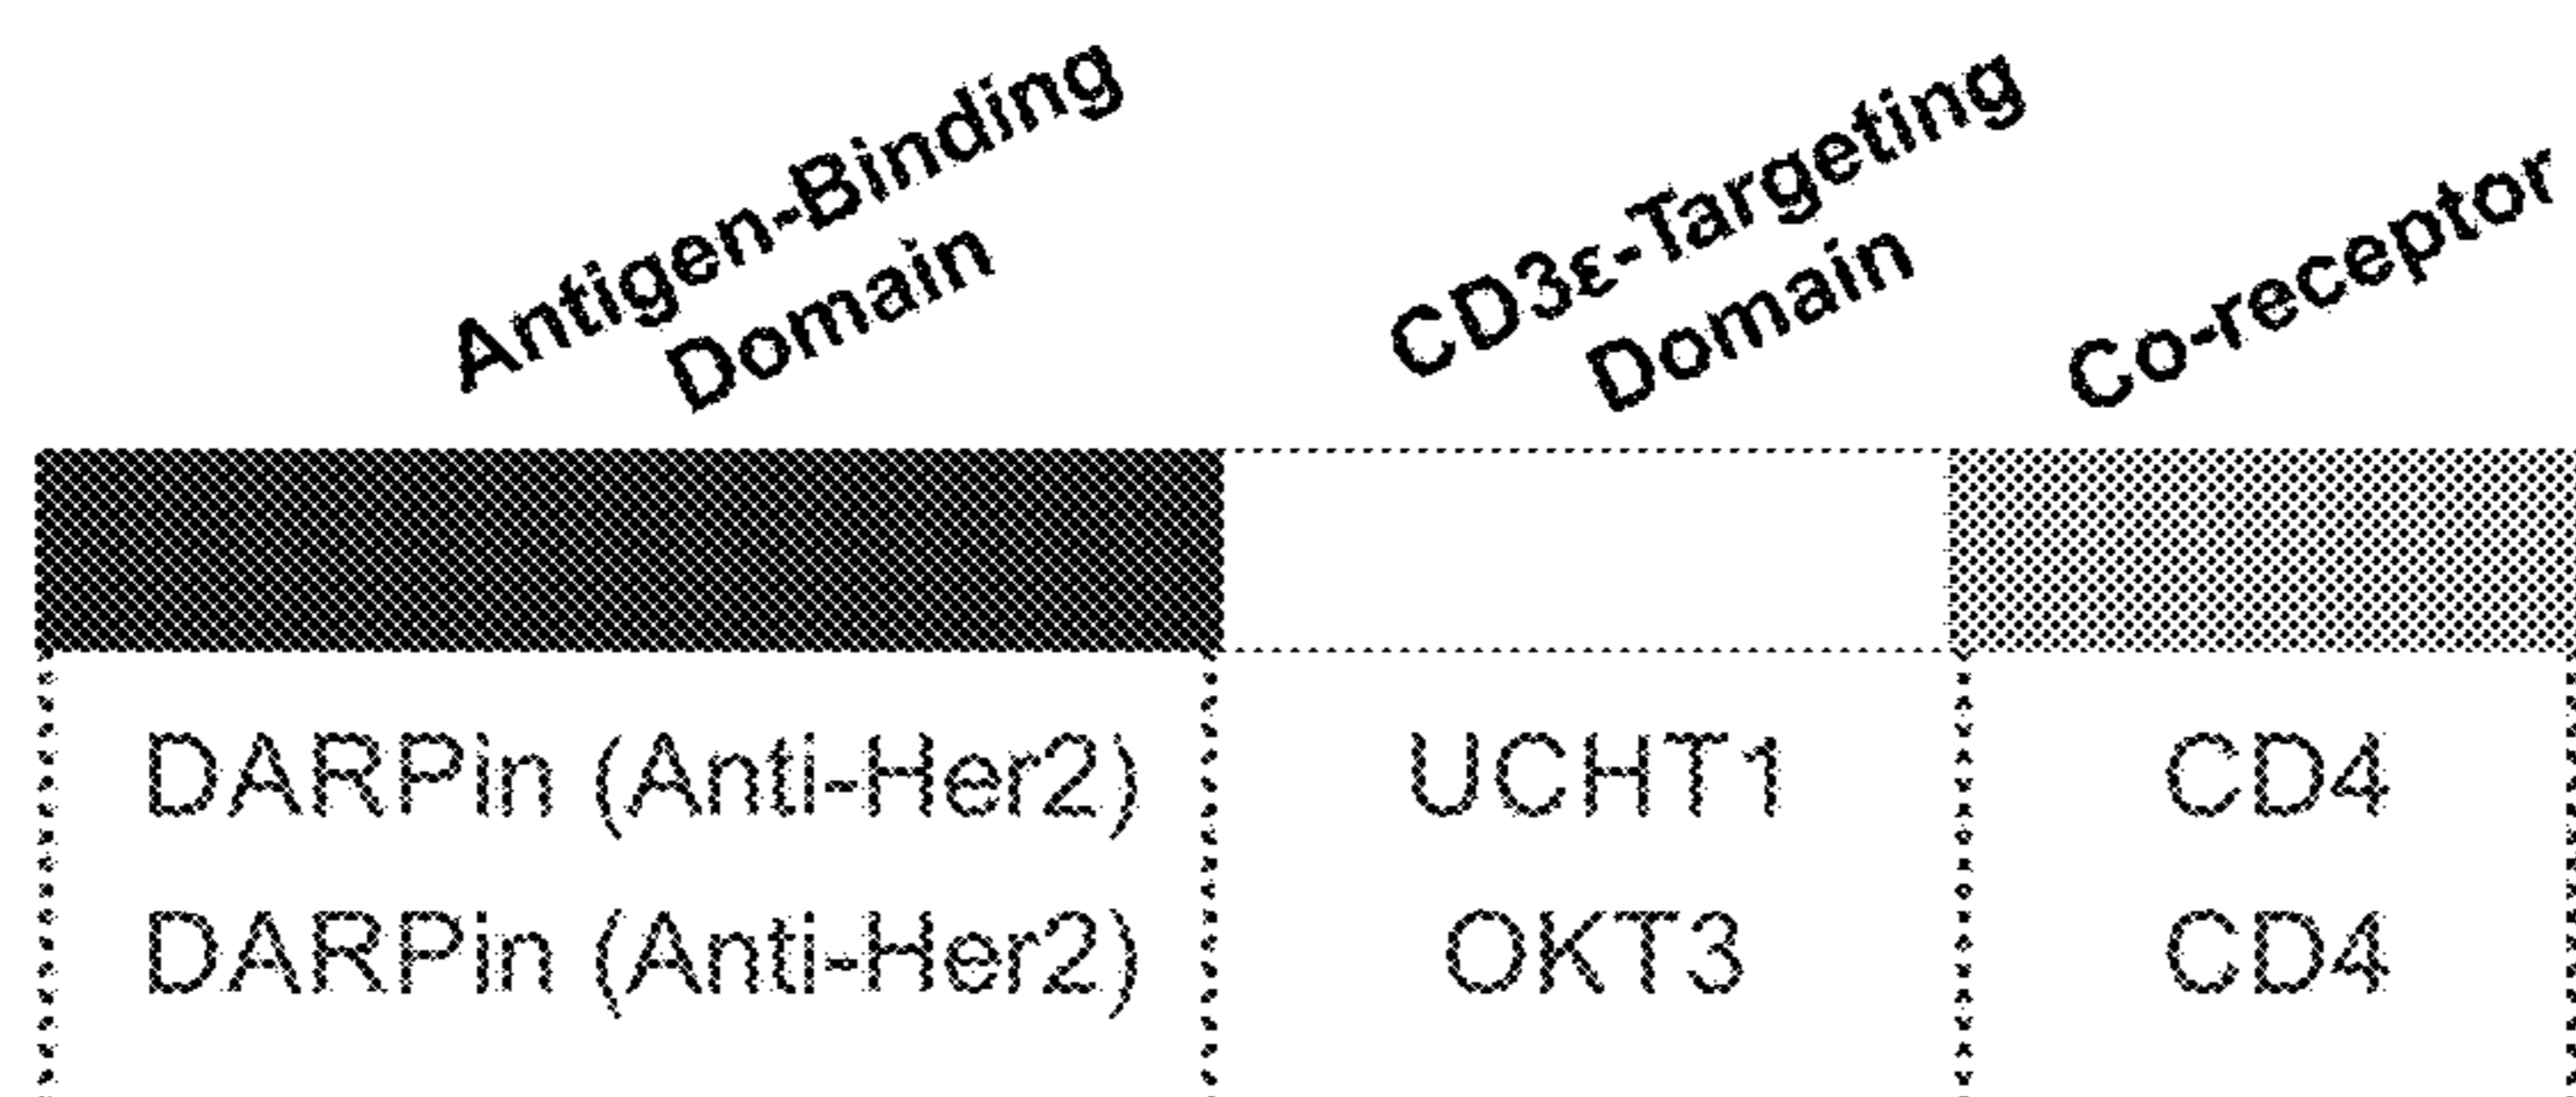 Antigen-Binding
Domain
CD3ε-Targeting
Domain
Co-receptor
DARPin (Anti-Her2) UCHT1 CD4
DARPin (Anti-Her2) OKT3 CD4